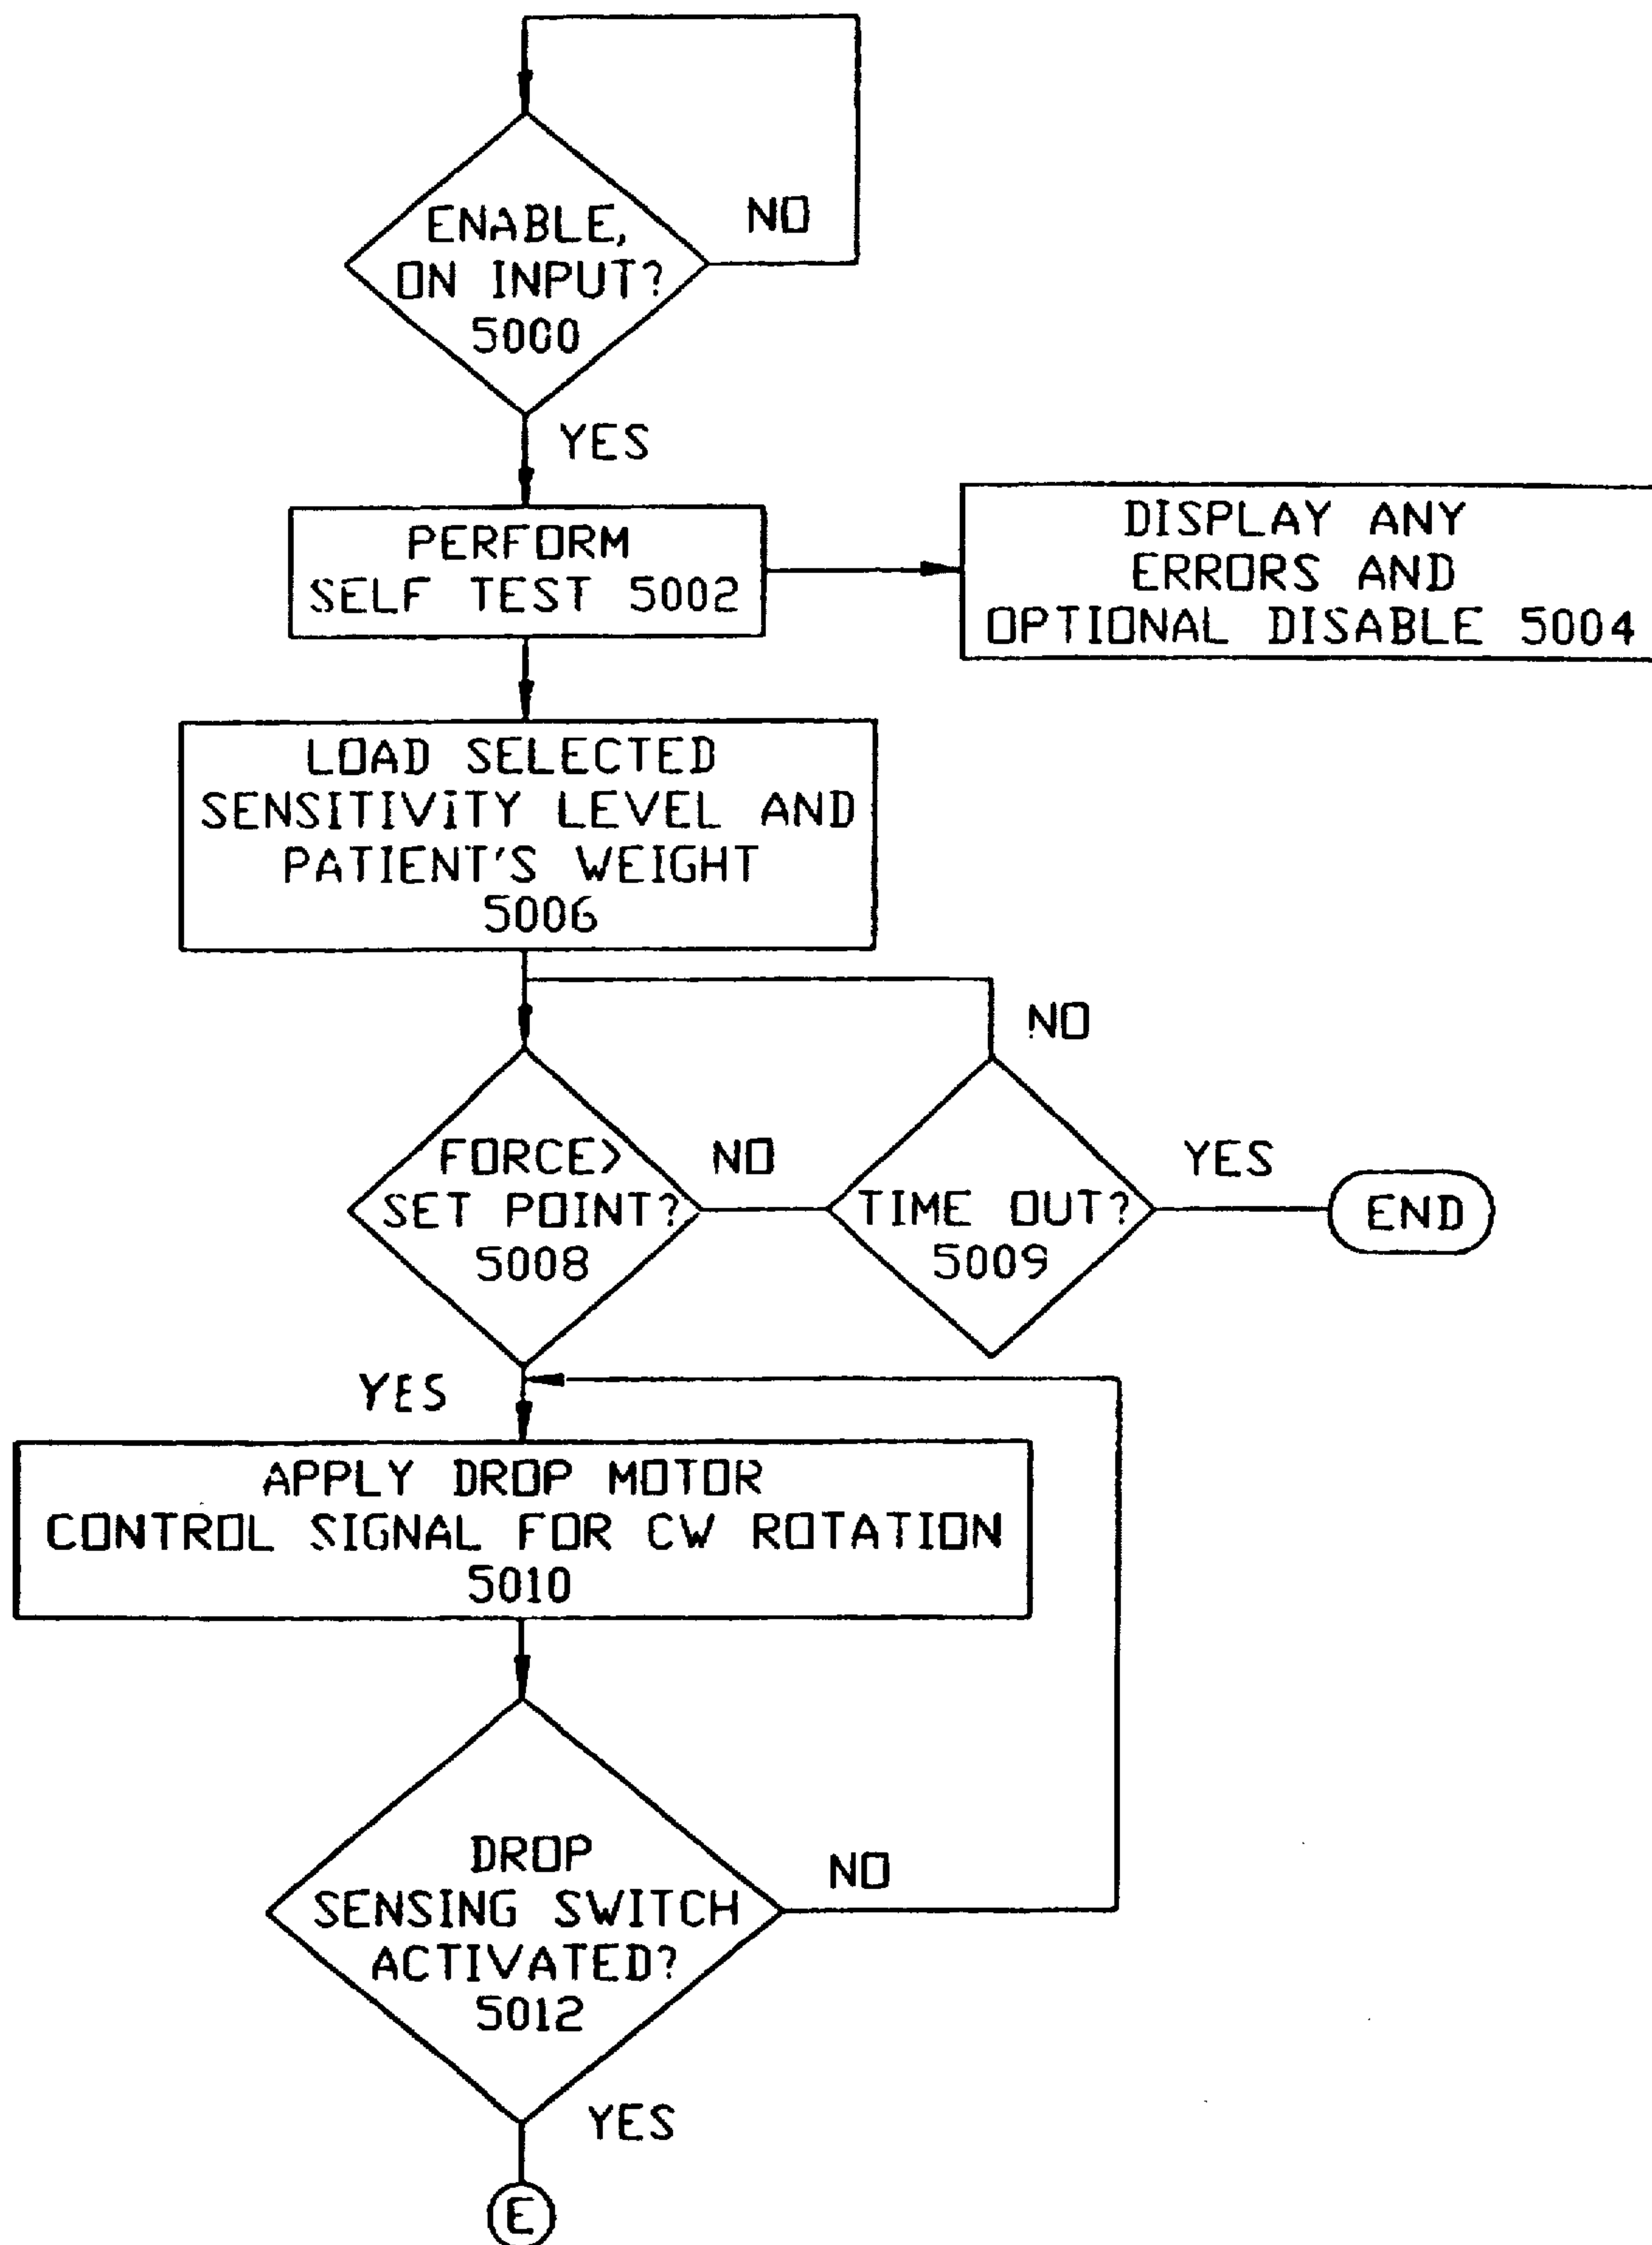 NO
ENABLE,
ON INPUT?
5000
YES
PERFORM
SELF TEST 5002
DISPLAY ANY
ERRORS AND
OPTIONAL DISABLE 5004
LOAD SELECTED
SENSITIVITY LEVEL AND
PATIENT'S WEIGHT
5006
NO
FORCE>
SET POINT?
5008
NO
TIME OUT?
5009
YES
END
YES
APPLY DROP MOTOR
CONTROL SIGNAL FOR CW ROTATION
5010
DROP
SENSING SWITCH
ACTIVATED?
5012
NO
YES
E